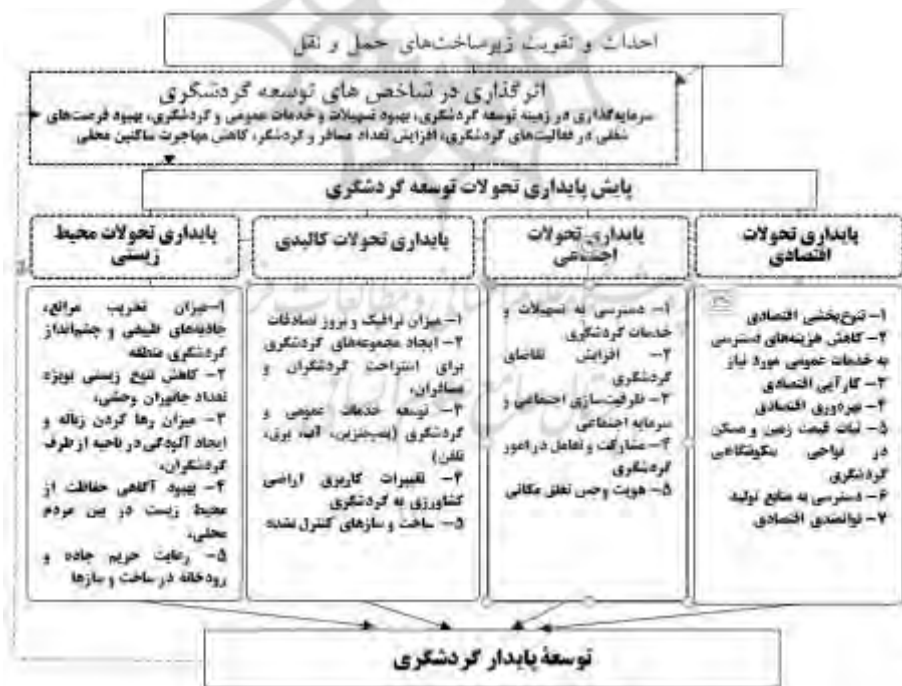 احداث و تقویت زیرساخت‌های حمل و نقل
اثرگذاری در شاخص های توسعه گردشگری
سرمایه‌گذاری در زمینه توسعه گردشگری، بهبود تسهیلات و خدمات عمومی و گردشگری، بهبود فرصت‌های
شغلی در فعالیت‌های گردشگری، افزایش تعداد مسافر و گردشگر، کاهش مهاجرت ساکنین محلی
پایش پایداری تحولات توسعه گردشگری
پایداری تحولات
اقتصادی
۱- تنوع‌بخشی اقتصادی
۲- کاهش هزینه‌های دسترسی
به خدمات عمومی مورد نیاز
۳- کارآیی اقتصادی
۴- بهره‌وری اقتصادی
۵- ثبات قیمت زمین و مسکن
در نواحی سکونتگاهی
گردشگری
۶- دسترسی به منابع تولید
۷- توانمندی اقتصادی
پایداری تحولات
اجتماعی
۱- دسترسی به تسهیلات و
خدمات گردشگری
۲- افزایش تقاضای
گردشگری
۳- ظرفیت‌سازی اجتماعی و
سرمایه اجتماعی
۴- مشارکت و تعامل در امور
گردشگری
۵- هویت وحس تعلق مکانی
پایداری تحولات کالبدی
۱- میزان ترافیک و بروز تصادفات
۲- ایجاد مجموعه‌های گردشگری
برای استراحت گردشگران و
مسافران،
۳- توسعه خدمات عمومی و
گردشگری (پمپ‌بنزین، آب، برق،
تلفن)
۴- تغییرات کاربری اراضی
کشاورزی به گردشگری
۵- ساخت و سازهای کنترل نشده
پایداری تحولات محیط
زیستی
۱-میزان تخریب مراتع،
جاذبه‌های طبیعی و چشم‌انداز
گردشگری منطقه
۲- کاهش تنوع زیستی بویژه
تعداد جانوران وحشی،
۳- میزان رها کردن زباله و
ایجاد آلودگی در ناحیه از طرف
گردشگران،
۴- بهبود آگاهی حفاظت از
محیط زیست در بین مردم
محلی،
۵- رعایت حریم جاده و
رودخانه در ساخت و سازها
توسعهٔ پایدار گردشگری